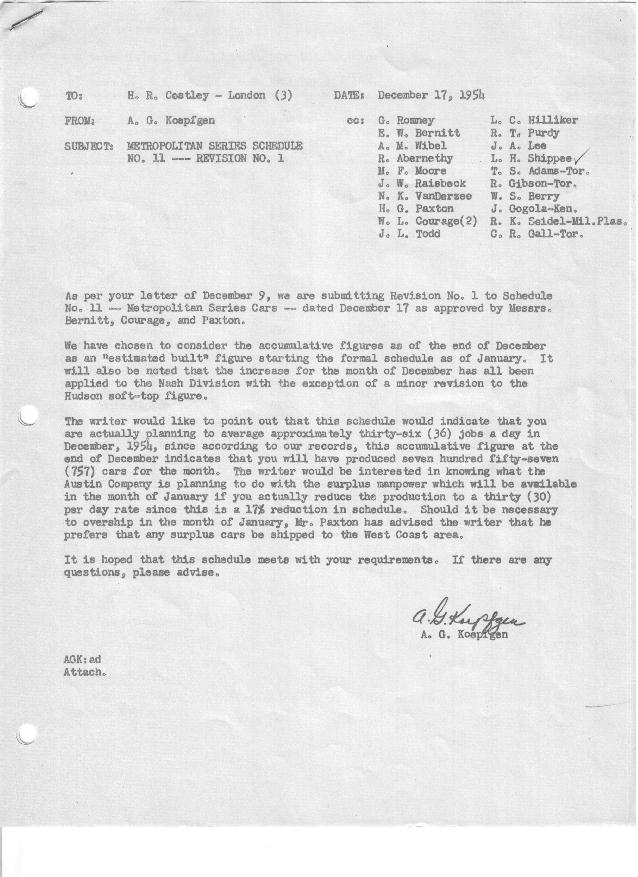 TO: H. R. Costley - London (3) DATE: December 17, 1954
FROM: A. G. Koepfgen cc: G. Romney L. C. Hilliker
E. W. Bernitt R. T. Purdy
SUBJECT: METROPOLITAN SERIES SCHEDULE A. M. Wibel J. A. Lee
NO. 11 --- REVISION NO. 1 R. Abernethy L. H. Shippee
M. F. Moore T. S. Adams-Tor.
J. W. Raisbeck R. Gibson-Tor.
N. K. VanDerzee W. S. Berry
H. G. Paxton J. Gogola-Ken.
W. L. Courage(2) R. K. Seidel-Mil.Plas.
J. L. Todd C. R. Gall-Tor.
As per your letter of December 9, we are submitting Revision No. 1 to Schedule
No. 11 -- Metropolitan Series Cars -- dated December 17 as approved by Messrs.
Bernitt, Courage, and Paxton.
We have chosen to consider the accumulative figures as of the end of December
as an "estimated built" figure starting the formal schedule as of January. It
will also be noted that the increase for the month of December has all been
applied to the Nash Division with the exception of a minor revision to the
Hudson soft-top figure.
The writer would like to point out that this schedule would indicate that you
are actually planning to average approximately thirty-six (36) jobs a day in
December, 1954, since according to our records, this accumulative figure at the
end of December indicates that you will have produced seven hundred fifty-seven
(757) cars for the month. The writer would be interested in knowing what the
Austin Company is planning to do with the surplus manpower which will be available
in the month of January if you actually reduce the production to a thirty (30)
per day rate since this is a 17% reduction in schedule. Should it be necessary
to overship in the month of January, Mr. Paxton has advised the writer that he
prefers that any surplus cars be shipped to the West Coast area.
It is hoped that this schedule meets with your requirements. If there are any
questions, please advise.
A. G. Koepfgen
A. G. Koepfgen
AGK:ad
Attach.